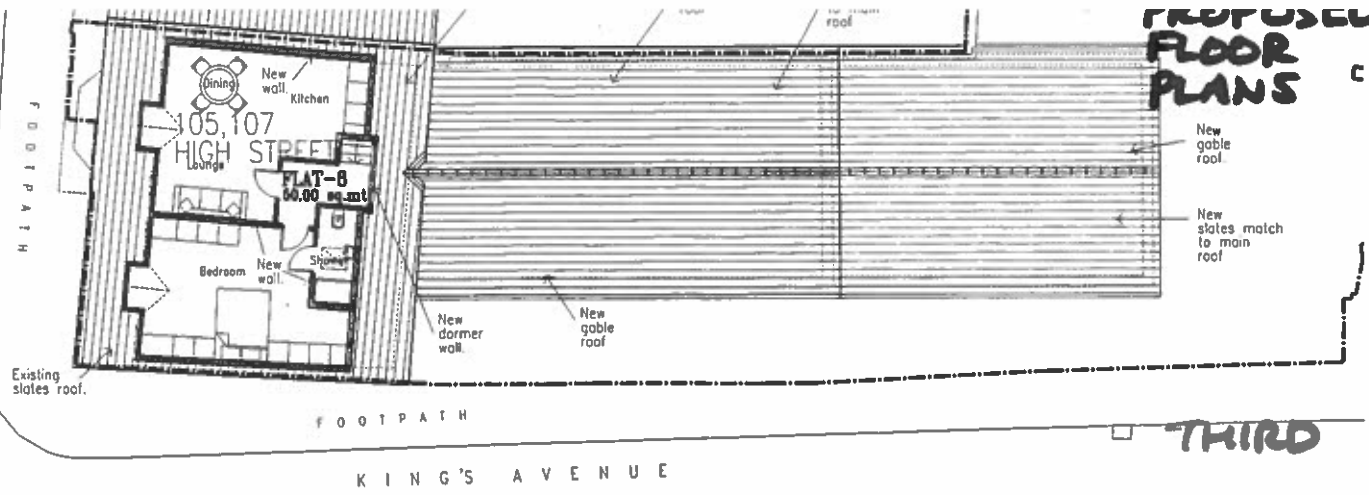 roof
to main
roof
PROPOSED
FLOOR
PLANS
C
New
wall.
Dining
Kitchen
105,107
HIGH STREET
Lounge
FLAT-8
50.00 sq.mt
FOOTPATH
New
gable
roof.
New
slates match
to main
roof
Bedroom
New
wall.
Shower
New
dormer
wall.
New
gable
roof
Existing
slates roof.
FOOTPATH
THIRD
KING'S AVENUE